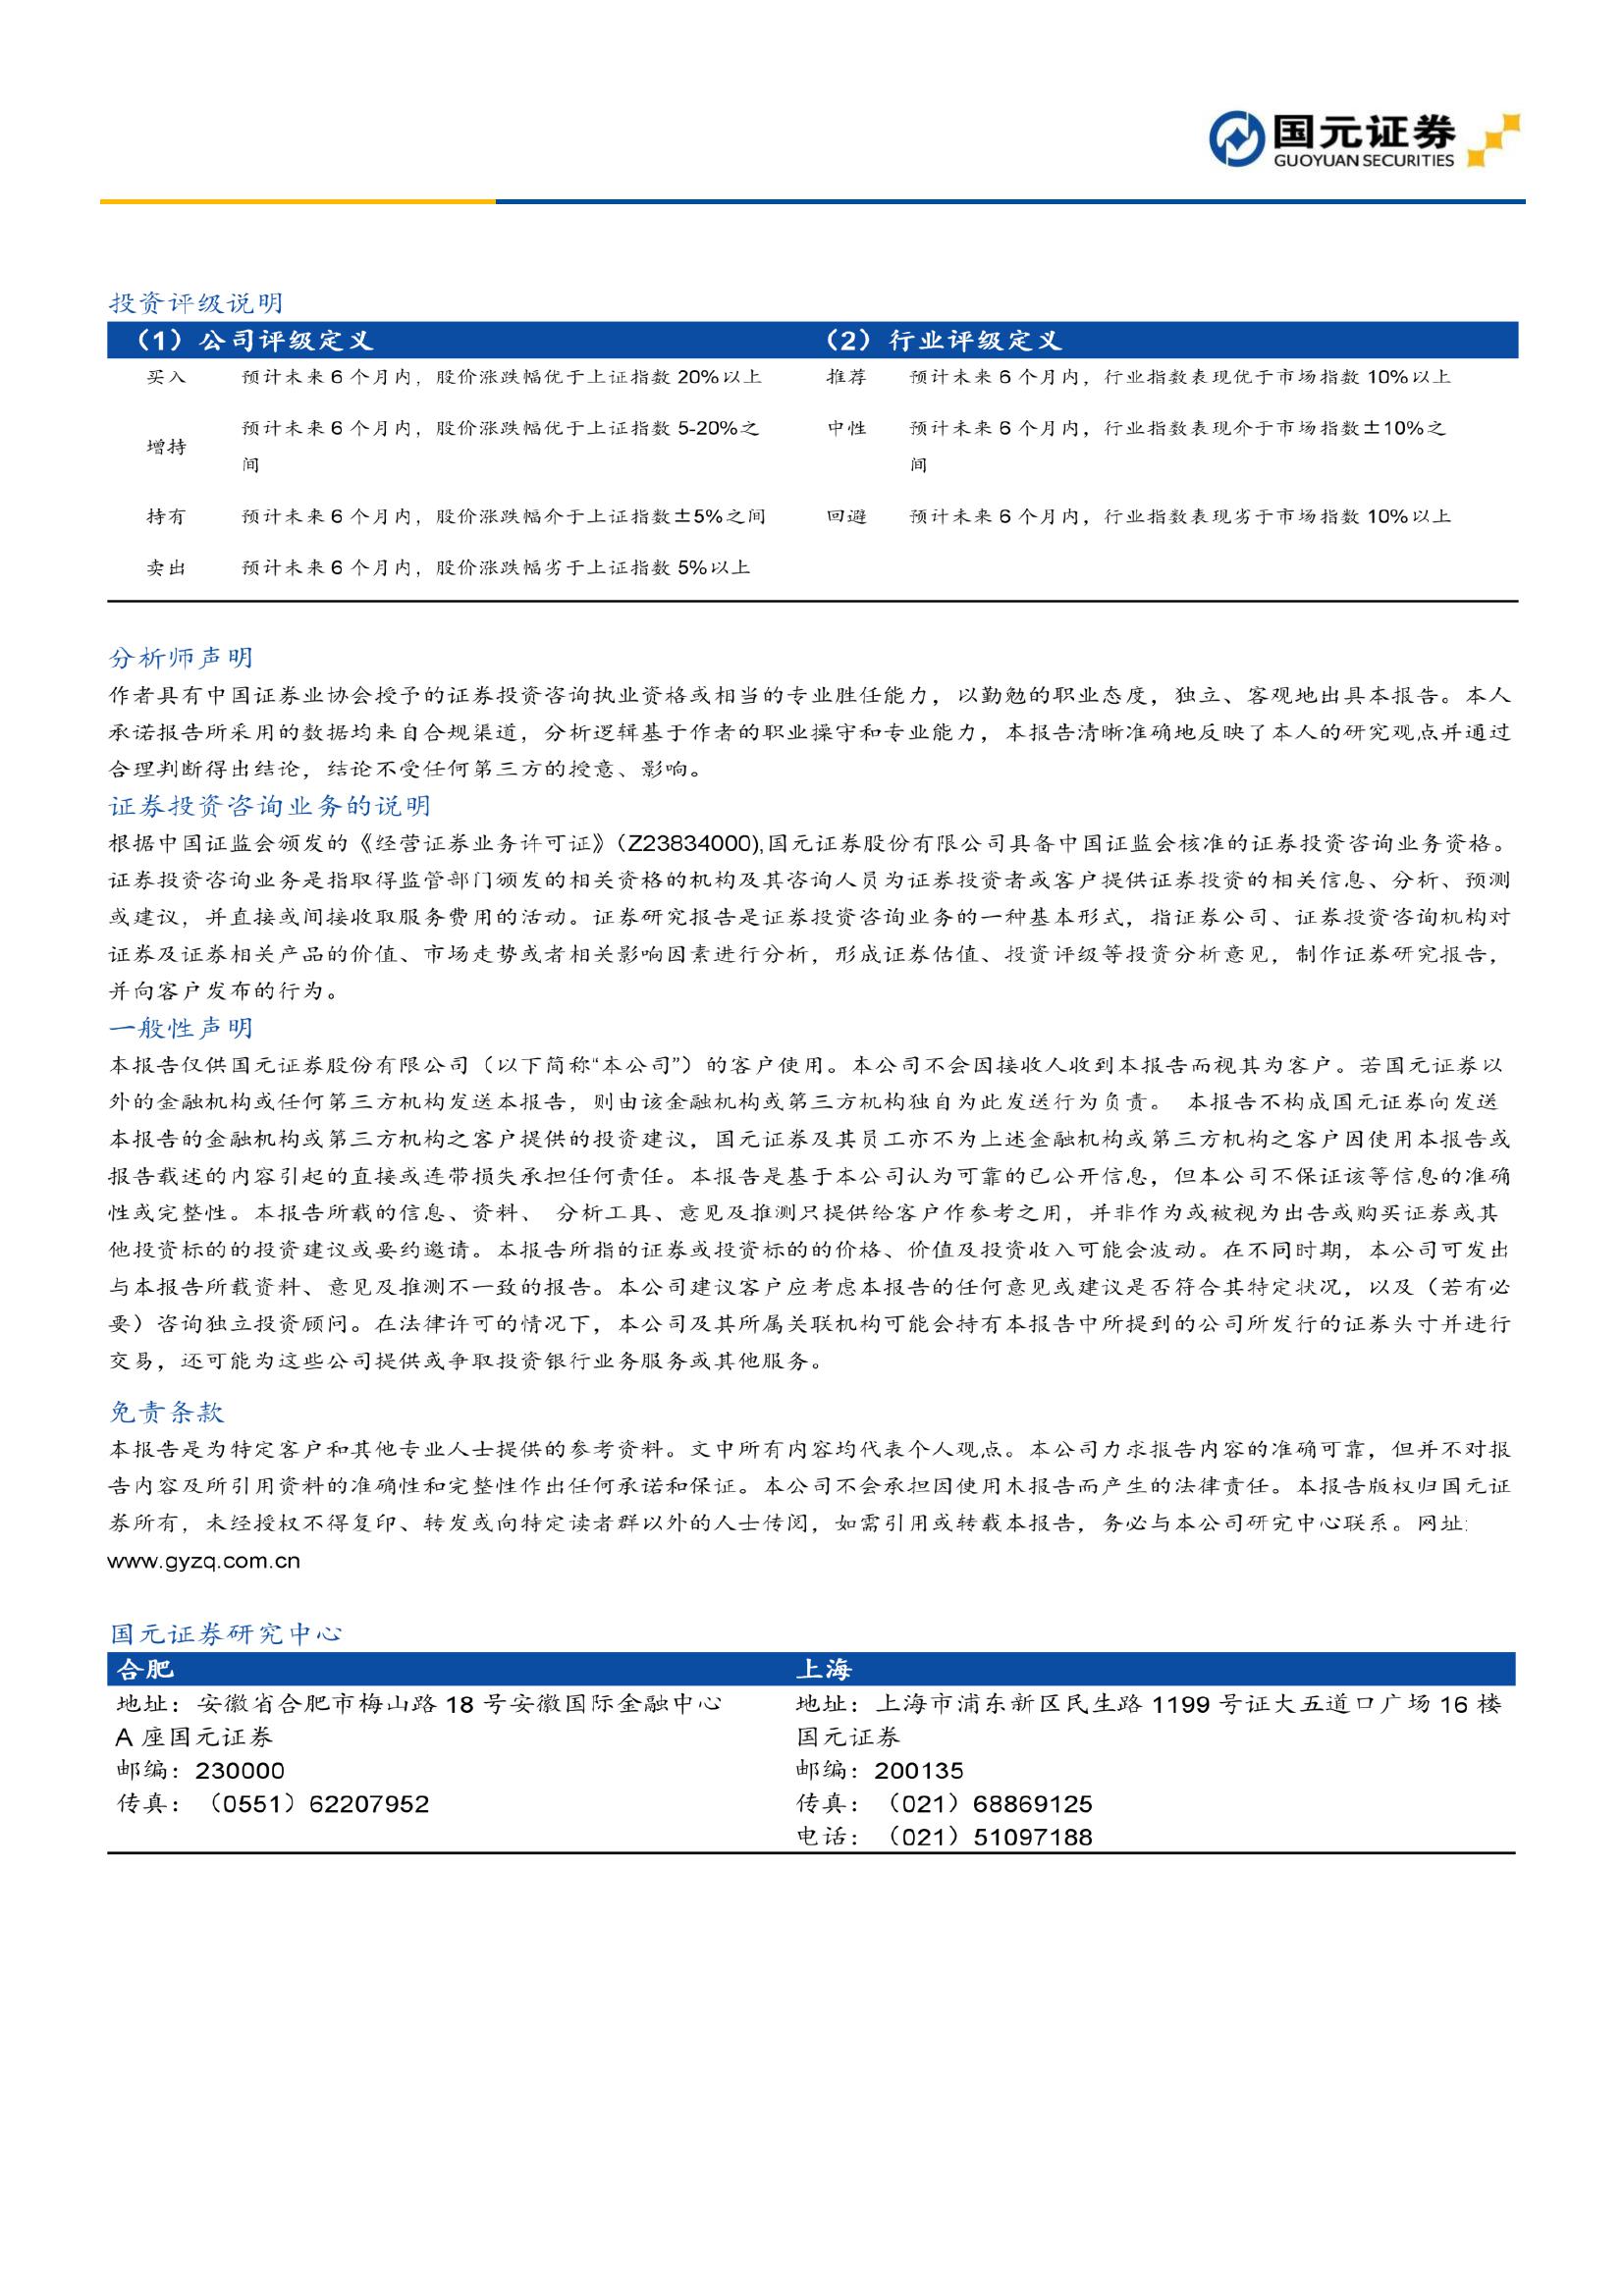 国元证券
GUOYUAN SECURITIES
投资评级说明
（1）公司评级定义 （2）行业评级定义
买入 预计未来 6 个月内，股价涨跌幅优于上证指数 20%以上 推荐 预计未来 6 个月内，行业指数表现优于市场指数 10%以上
增持 预计未来 6 个月内，股价涨跌幅优于上证指数 5-20%之 中性 预计未来 6 个月内，行业指数表现介于市场指数±10%之
间 间
持有 预计未来 6 个月内，股价涨跌幅介于上证指数±5%之间 回避 预计未来 6 个月内，行业指数表现劣于市场指数 10%以上
卖出 预计未来 6 个月内，股价涨跌幅劣于上证指数 5%以上
分析师声明
作者具有中国证券业协会授予的证券投资咨询执业资格或相当的专业胜任能力，以勤勉的职业态度，独立、客观地出具本报告。本人
承诺报告所采用的数据均来自合规渠道，分析逻辑基于作者的职业操守和专业能力，本报告清晰准确地反映了本人的研究观点并通过
合理判断得出结论，结论不受任何第三方的授意、影响。
证券投资咨询业务的说明
根据中国证监会颁发的《经营证券业务许可证》（Z23834000),国元证券股份有限公司具备中国证监会核准的证券投资咨询业务资格。
证券投资咨询业务是指取得监管部门颁发的相关资格的机构及其咨询人员为证券投资者或客户提供证券投资的相关信息、分析、预测
或建议，并直接或间接收取服务费用的活动。证券研究报告是证券投资咨询业务的一种基本形式，指证券公司、证券投资咨询机构对
证券及证券相关产品的价值、市场走势或者相关影响因素进行分析，形成证券估值、投资评级等投资分析意见，制作证券研究报告，
并向客户发布的行为。
一般性声明
本报告仅供国元证券股份有限公司（以下简称“本公司”）的客户使用。本公司不会因接收人收到本报告而视其为客户。若国元证券以
外的金融机构或任何第三方机构发送本报告，则由该金融机构或第三方机构独自为此发送行为负责。 本报告不构成国元证券向发送
本报告的金融机构或第三方机构之客户提供的投资建议，国元证券及其员工亦不为上述金融机构或第三方机构之客户因使用本报告或
报告载述的内容引起的直接或连带损失承担任何责任。本报告是基于本公司认为可靠的已公开信息，但本公司不保证该等信息的准确
性或完整性。本报告所载的信息、资料、 分析工具、意见及推测只提供给客户作参考之用，并非作为或被视为出告或购买证券或其
他投资标的的投资建议或要约邀请。本报告所指的证券或投资标的的价格、价值及投资收入可能会波动。在不同时期，本公司可发出
与本报告所载资料、意见及推测不一致的报告。本公司建议客户应考虑本报告的任何意见或建议是否符合其特定状况，以及（若有必
要）咨询独立投资顾问。在法律许可的情况下，本公司及其所属关联机构可能会持有本报告中所提到的公司所发行的证券头寸并进行
交易，还可能为这些公司提供或争取投资银行业务服务或其他服务。
免责条款
本报告是为特定客户和其他专业人士提供的参考资料。文中所有内容均代表个人观点。本公司力求报告内容的准确可靠，但并不对报
告内容及所引用资料的准确性和完整性作出任何承诺和保证。本公司不会承担因使用本报告而产生的法律责任。本报告版权归国元证
券所有，未经授权不得复印、转发或向特定读者群以外的人士传阅，如需引用或转载本报告，务必与本公司研究中心联系。网址:
www.gyzq.com.cn
国元证券研究中心
合肥 上海
地址：安徽省合肥市梅山路 18 号安徽国际金融中心 地址：上海市浦东新区民生路 1199 号证大五道口广场 16 楼
A 座国元证券 国元证券
邮编：230000 邮编：200135
传真：（0551）62207952 传真：（021）68869125
电话：（021）51097188